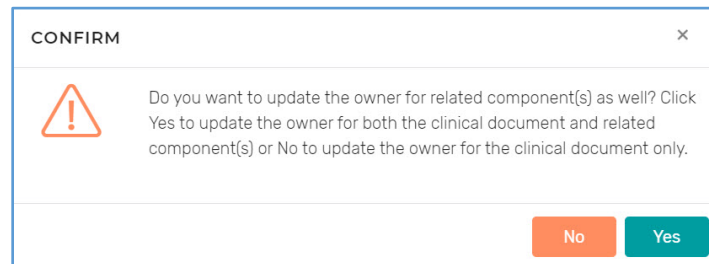 CONFIRM ×
Do you want to update the owner for related component(s) as well? Click
Yes to update the owner for both the clinical document and related
component(s) or No to update the owner for the clinical document only.
No Yes